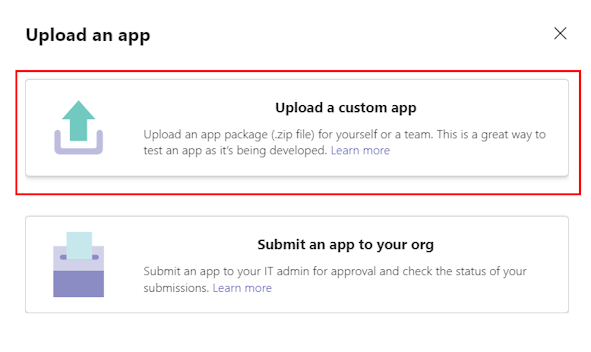 Upload an app
Upload a custom app
Upload an app package (.zip file) for yourself or a team. This is a great way to
test an app as it's being developed. Learn more
Submit an app to your org
Submit an app to your IT admin for approval and check the status of your
submissions. Learn more